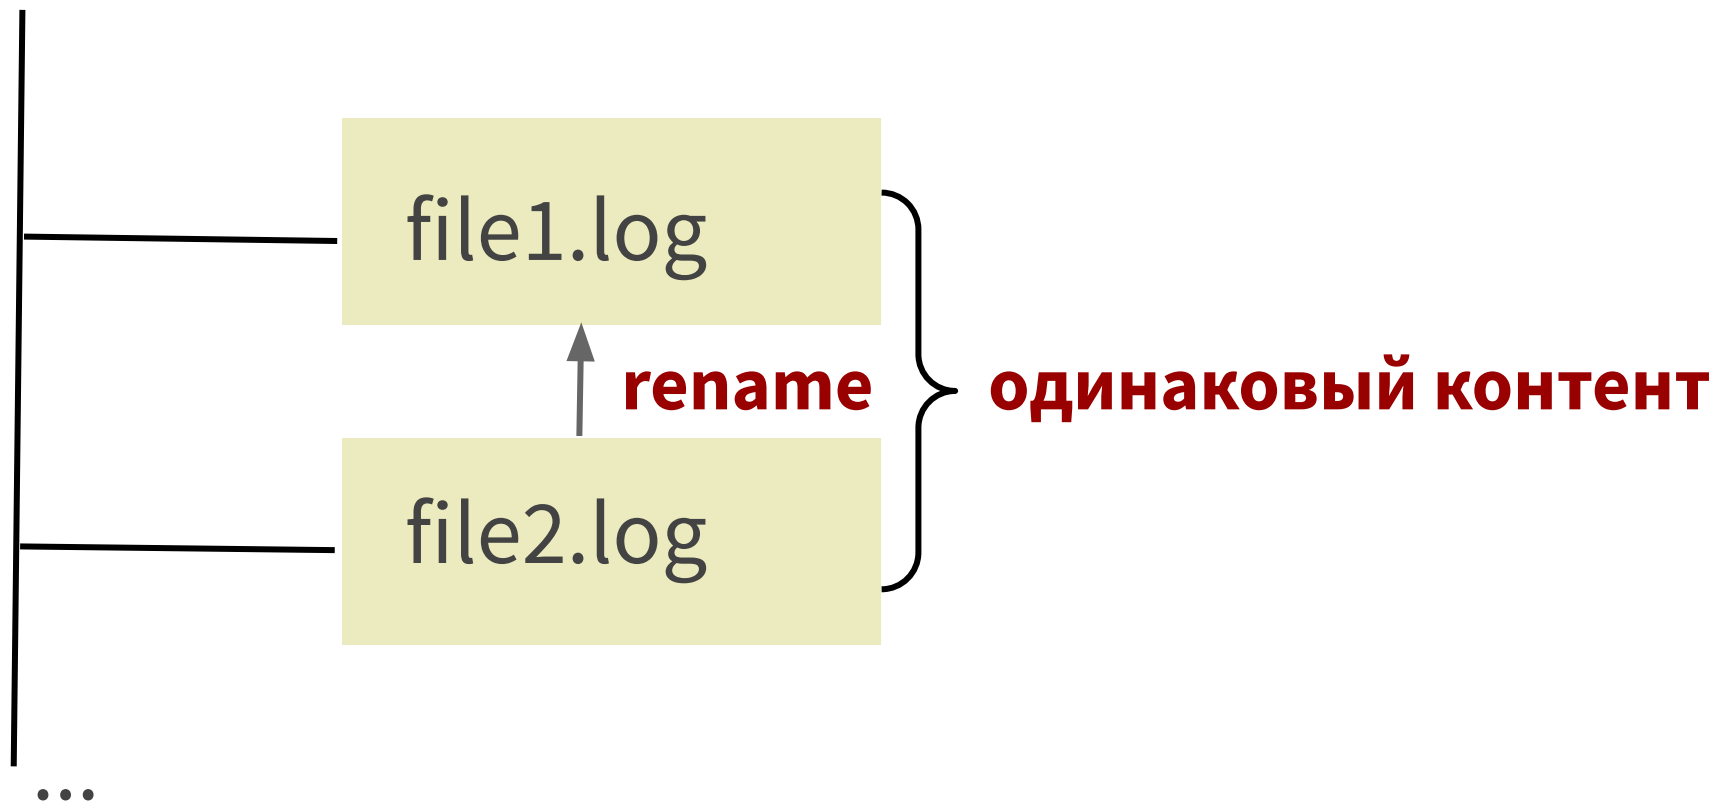 file1.log
rename
одинаковый контент
file2.log
...